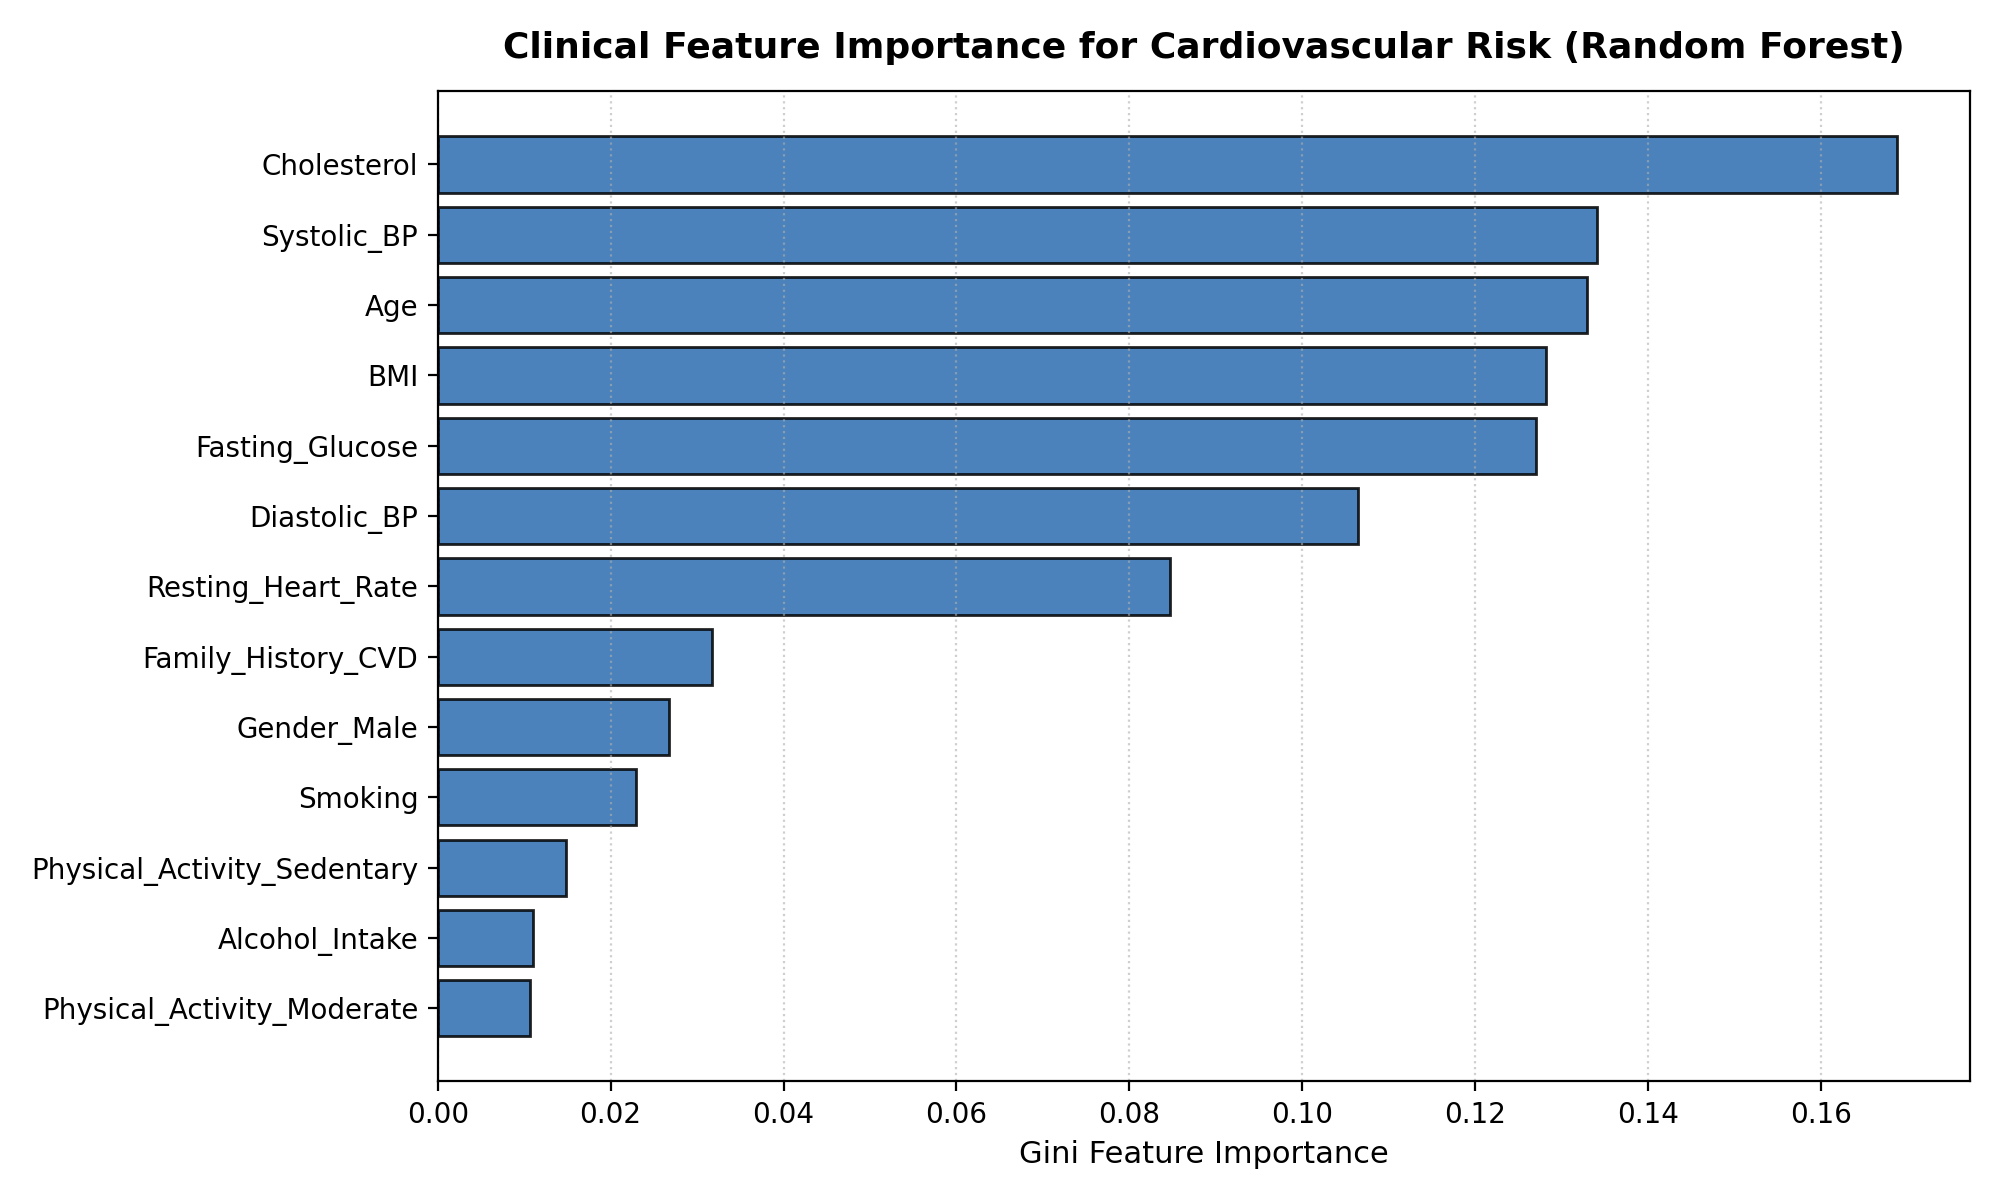 Clinical Feature Importance for Cardiovascular Risk (Random Forest)
Cholesterol
Systolic_BP
Age
BMI
Fasting_Glucose
Diastolic_BP
Resting_Heart_Rate
Family_History_CVD
Gender_Male
Smoking
Physical_Activity_Sedentary
Alcohol_Intake
Physical_Activity_Moderate
0.00 0.02 0.04 0.06 0.08 0.10 0.12 0.14 0.16
Gini Feature Importance